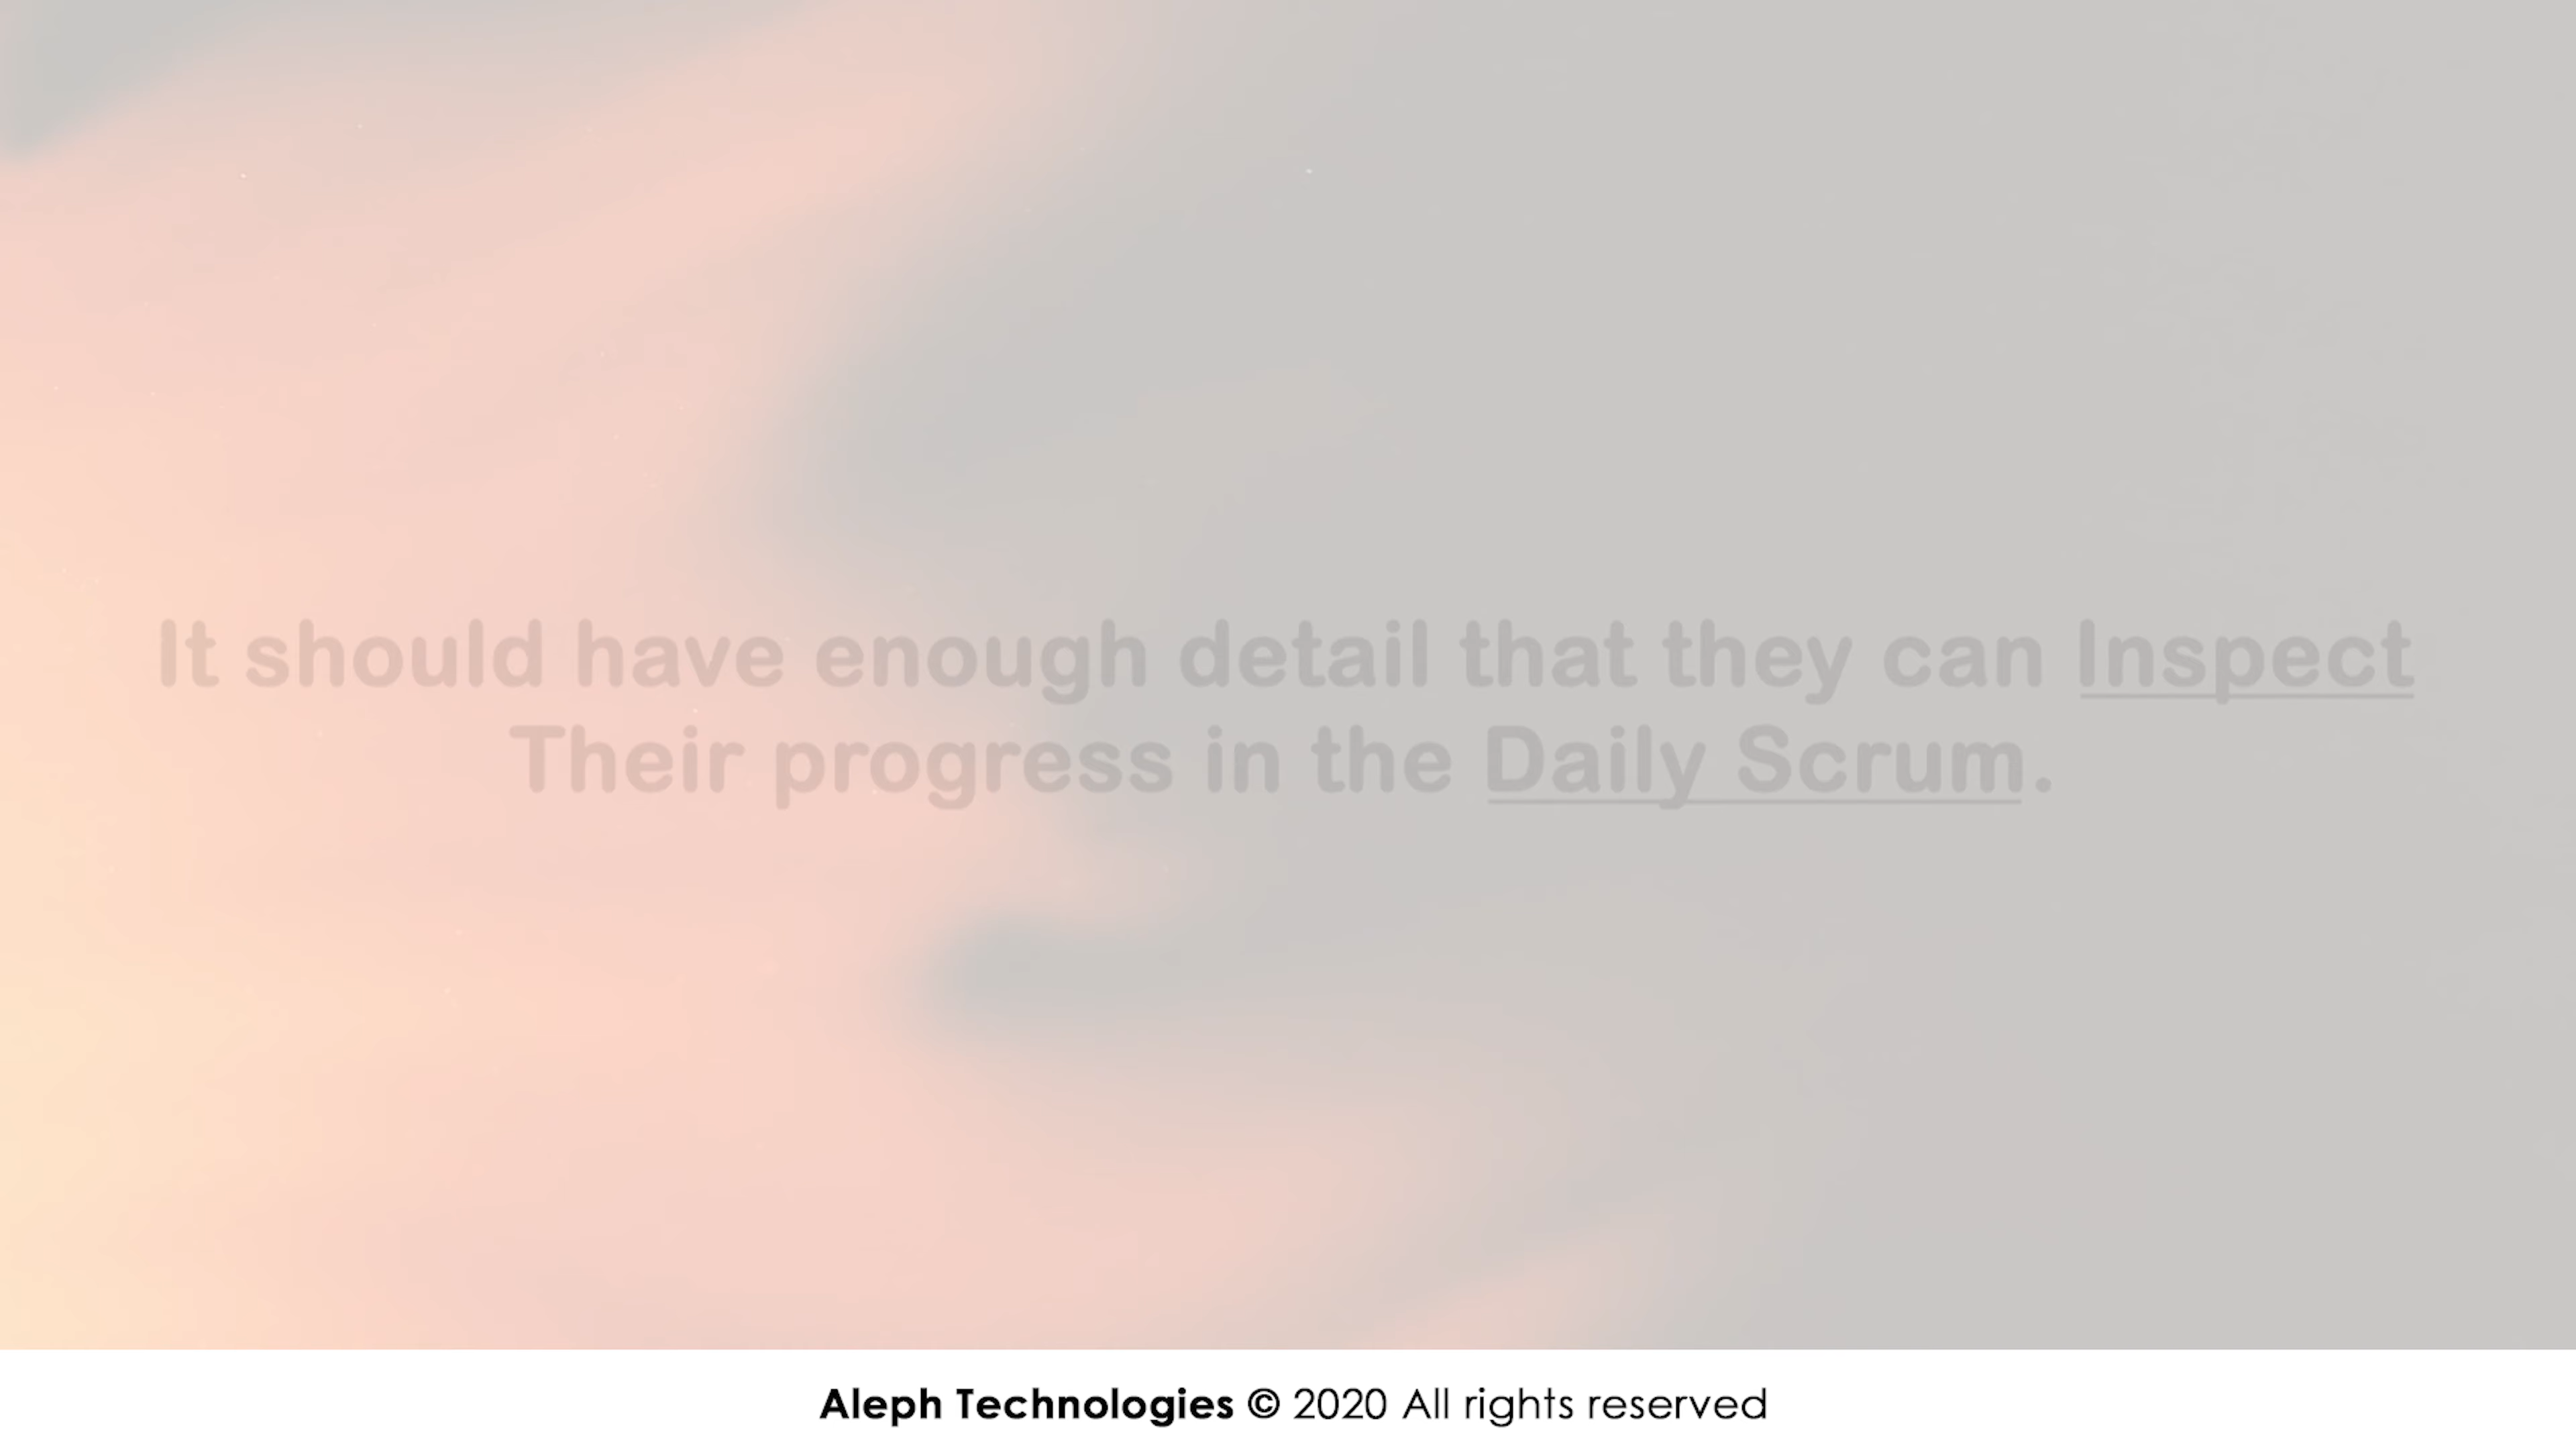 It should have enough detail that they can Inspect
Their progress in the Daily Scrum.
Aleph Technologies © 2020 All rights reserved